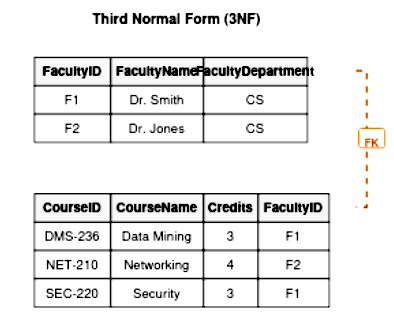 Third Normal Form (3NF)
FacultyID FacultyName FacultyDepartment
F1 Dr. Smith CS
F2 Dr. Jones CS
FK
CourseID CourseName Credits FacultyID
DMS-236 Data Mining 3 F1
NET-210 Networking 4 F2
SEC-220 Security 3 F1